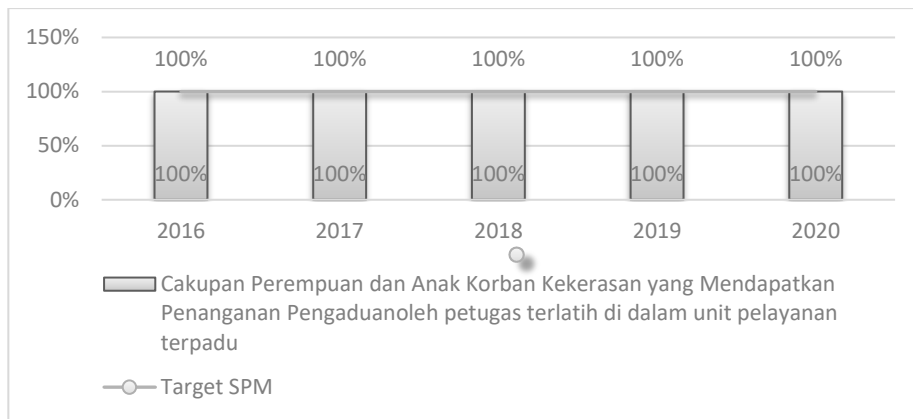 150%
100% 100% 100% 100% 100%
100%
50%
100% 100% 100% 100% 100%
0%
2016 2017 2018 2019 2020
Cakupan Perempuan dan Anak Korban Kekerasan yang Mendapatkan
Penanganan Pengaduanoleh petugas terlatih di dalam unit pelayanan
terpadu
Target SPM